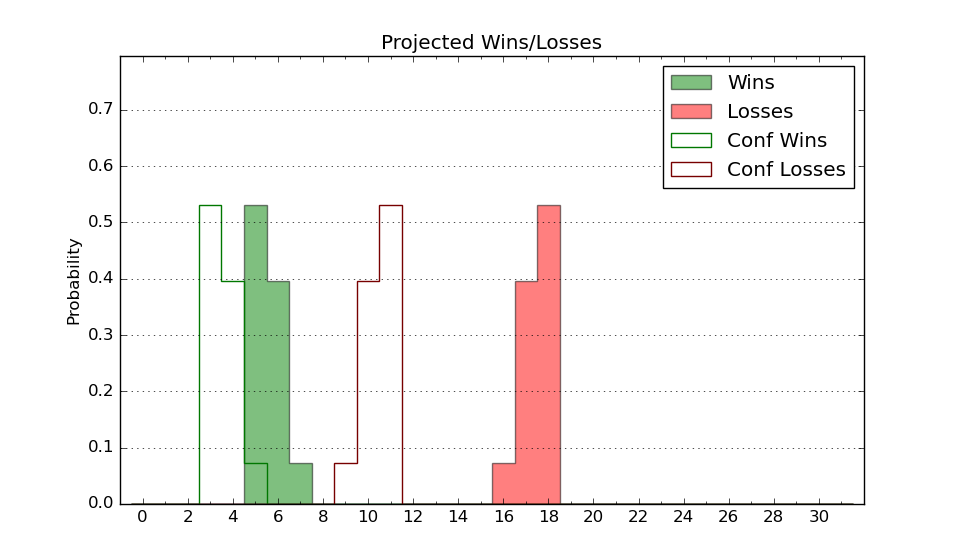 Projected Wins/Losses
Wins
Losses
Conf Wins
Conf Losses
Probability
0.7
0.6
0.5
0.4
0.3
0.2
0.1
0.0
0 2 4 6 8 10 12 14 16 18 20 22 24 26 28 30